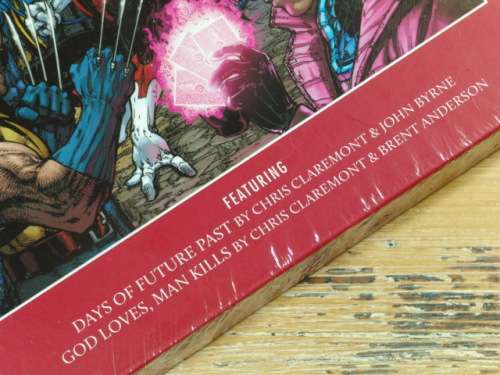 FEATURING
DAYS OF FUTURE PAST BY CHRIS CLAREMONT & JOHN BYRNE
GOD LOVES, MAN KILLS BY CHRIS CLAREMONT & BRENT ANDERSON